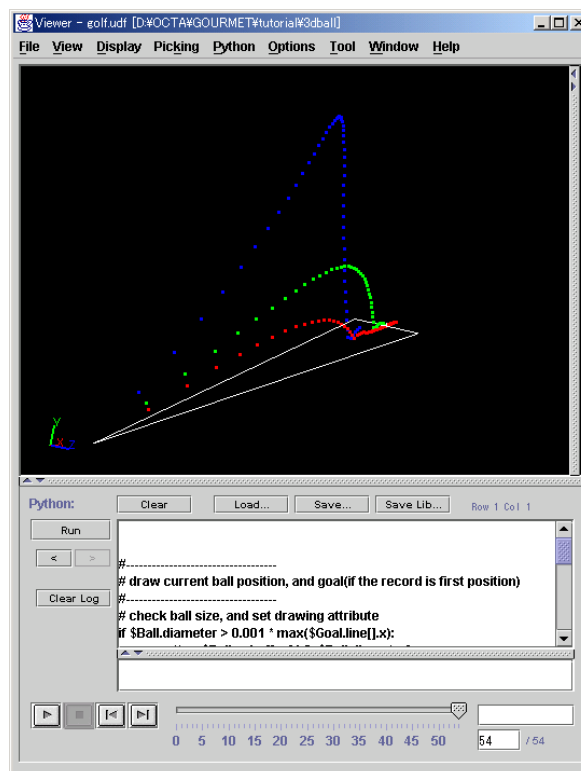 Viewer - golf.udf [D:¥OCTA¥GOURMET¥tutorial¥3dball]
File View Display Picking Python Options Tool Window Help
Y
X Z
Python: Clear Load... Save... Save Lib... Row 1 Col 1
Run
< >
Clear Log
#-----------------------------------
# draw current ball position, and goal(if the record is first position)
#-----------------------------------
# check ball size, and set drawing attribute
if $Ball.diameter > 0.001 * max($Goal.line[].x):
0 5 10 15 20 25 30 35 40 45 50
54 / 54